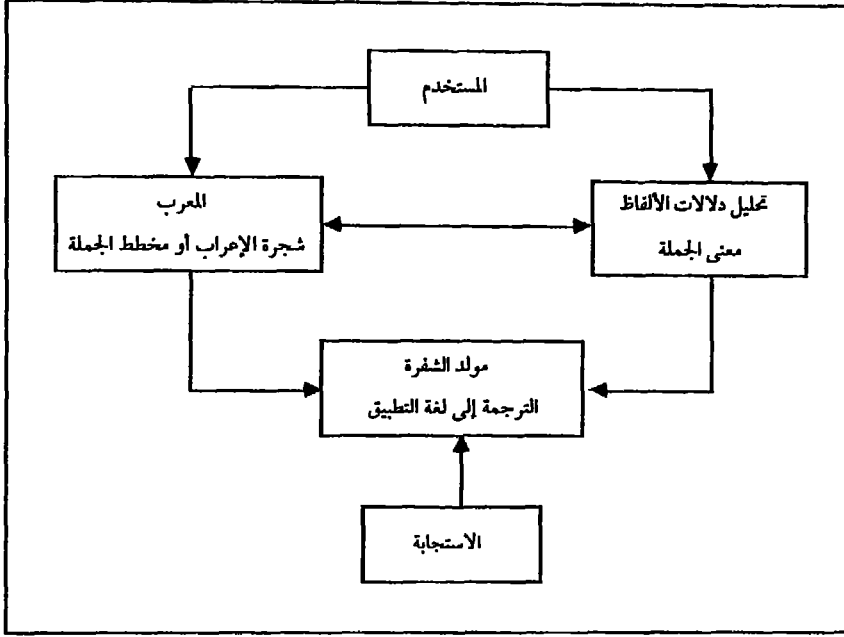 المستخدم
تحليل دلالات الألفاظ
معنى الجملة
المعرب
شجرة الإعراب أو مخطط الجملة
مولد الشفرة
الترجمة إلى لغة التطبيق
الاستجابة